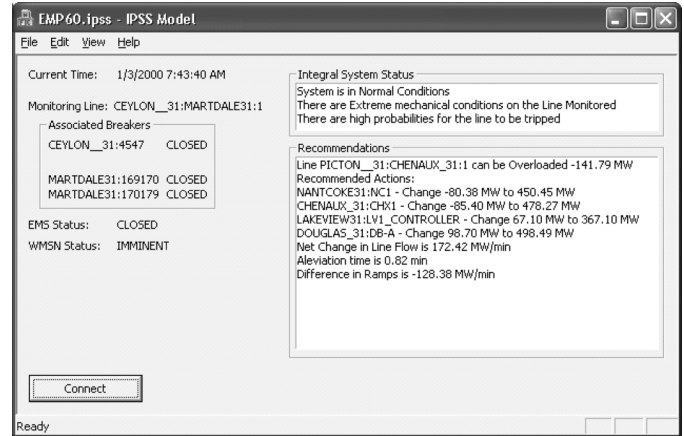 EMP60.ipss - IPSS Model
File Edit View Help
Current Time: 1/3/2000 7:43:40 AM
Monitoring Line: CEYLON__31:MARTDALE31:1
Associated Breakers
CEYLON__31:4547 CLOSED
MARTDALE31:169170 CLOSED
MARTDALE31:170179 CLOSED
EMS Status: CLOSED
WMSN Status: IMMINENT
Connect
Integral System Status
System is in Normal Conditions
There are Extreme mechanical conditions on the Line Monitored
There are high probabilities for the line to be tripped
Recommendations
Line PICTON__31:CHENAUX_31:1 can be Overloaded -141.79 MW
Recommended Actions:
NANTCOKE31:NC1 - Change -80.38 MW to 450.45 MW
CHENAUX_31:CHX1 - Change -85.40 MW to 478.27 MW
LAKEVIEW31:LV1_CONTROLLER - Change 67.10 MW to 367.10 MW
DOUGLAS_31:DB-A - Change 98.70 MW to 498.49 MW
Net Change in Line Flow is 172.42 MW/min
Aleviation time is 0.82 min
Difference in Ramps is -128.38 MW/min
Ready